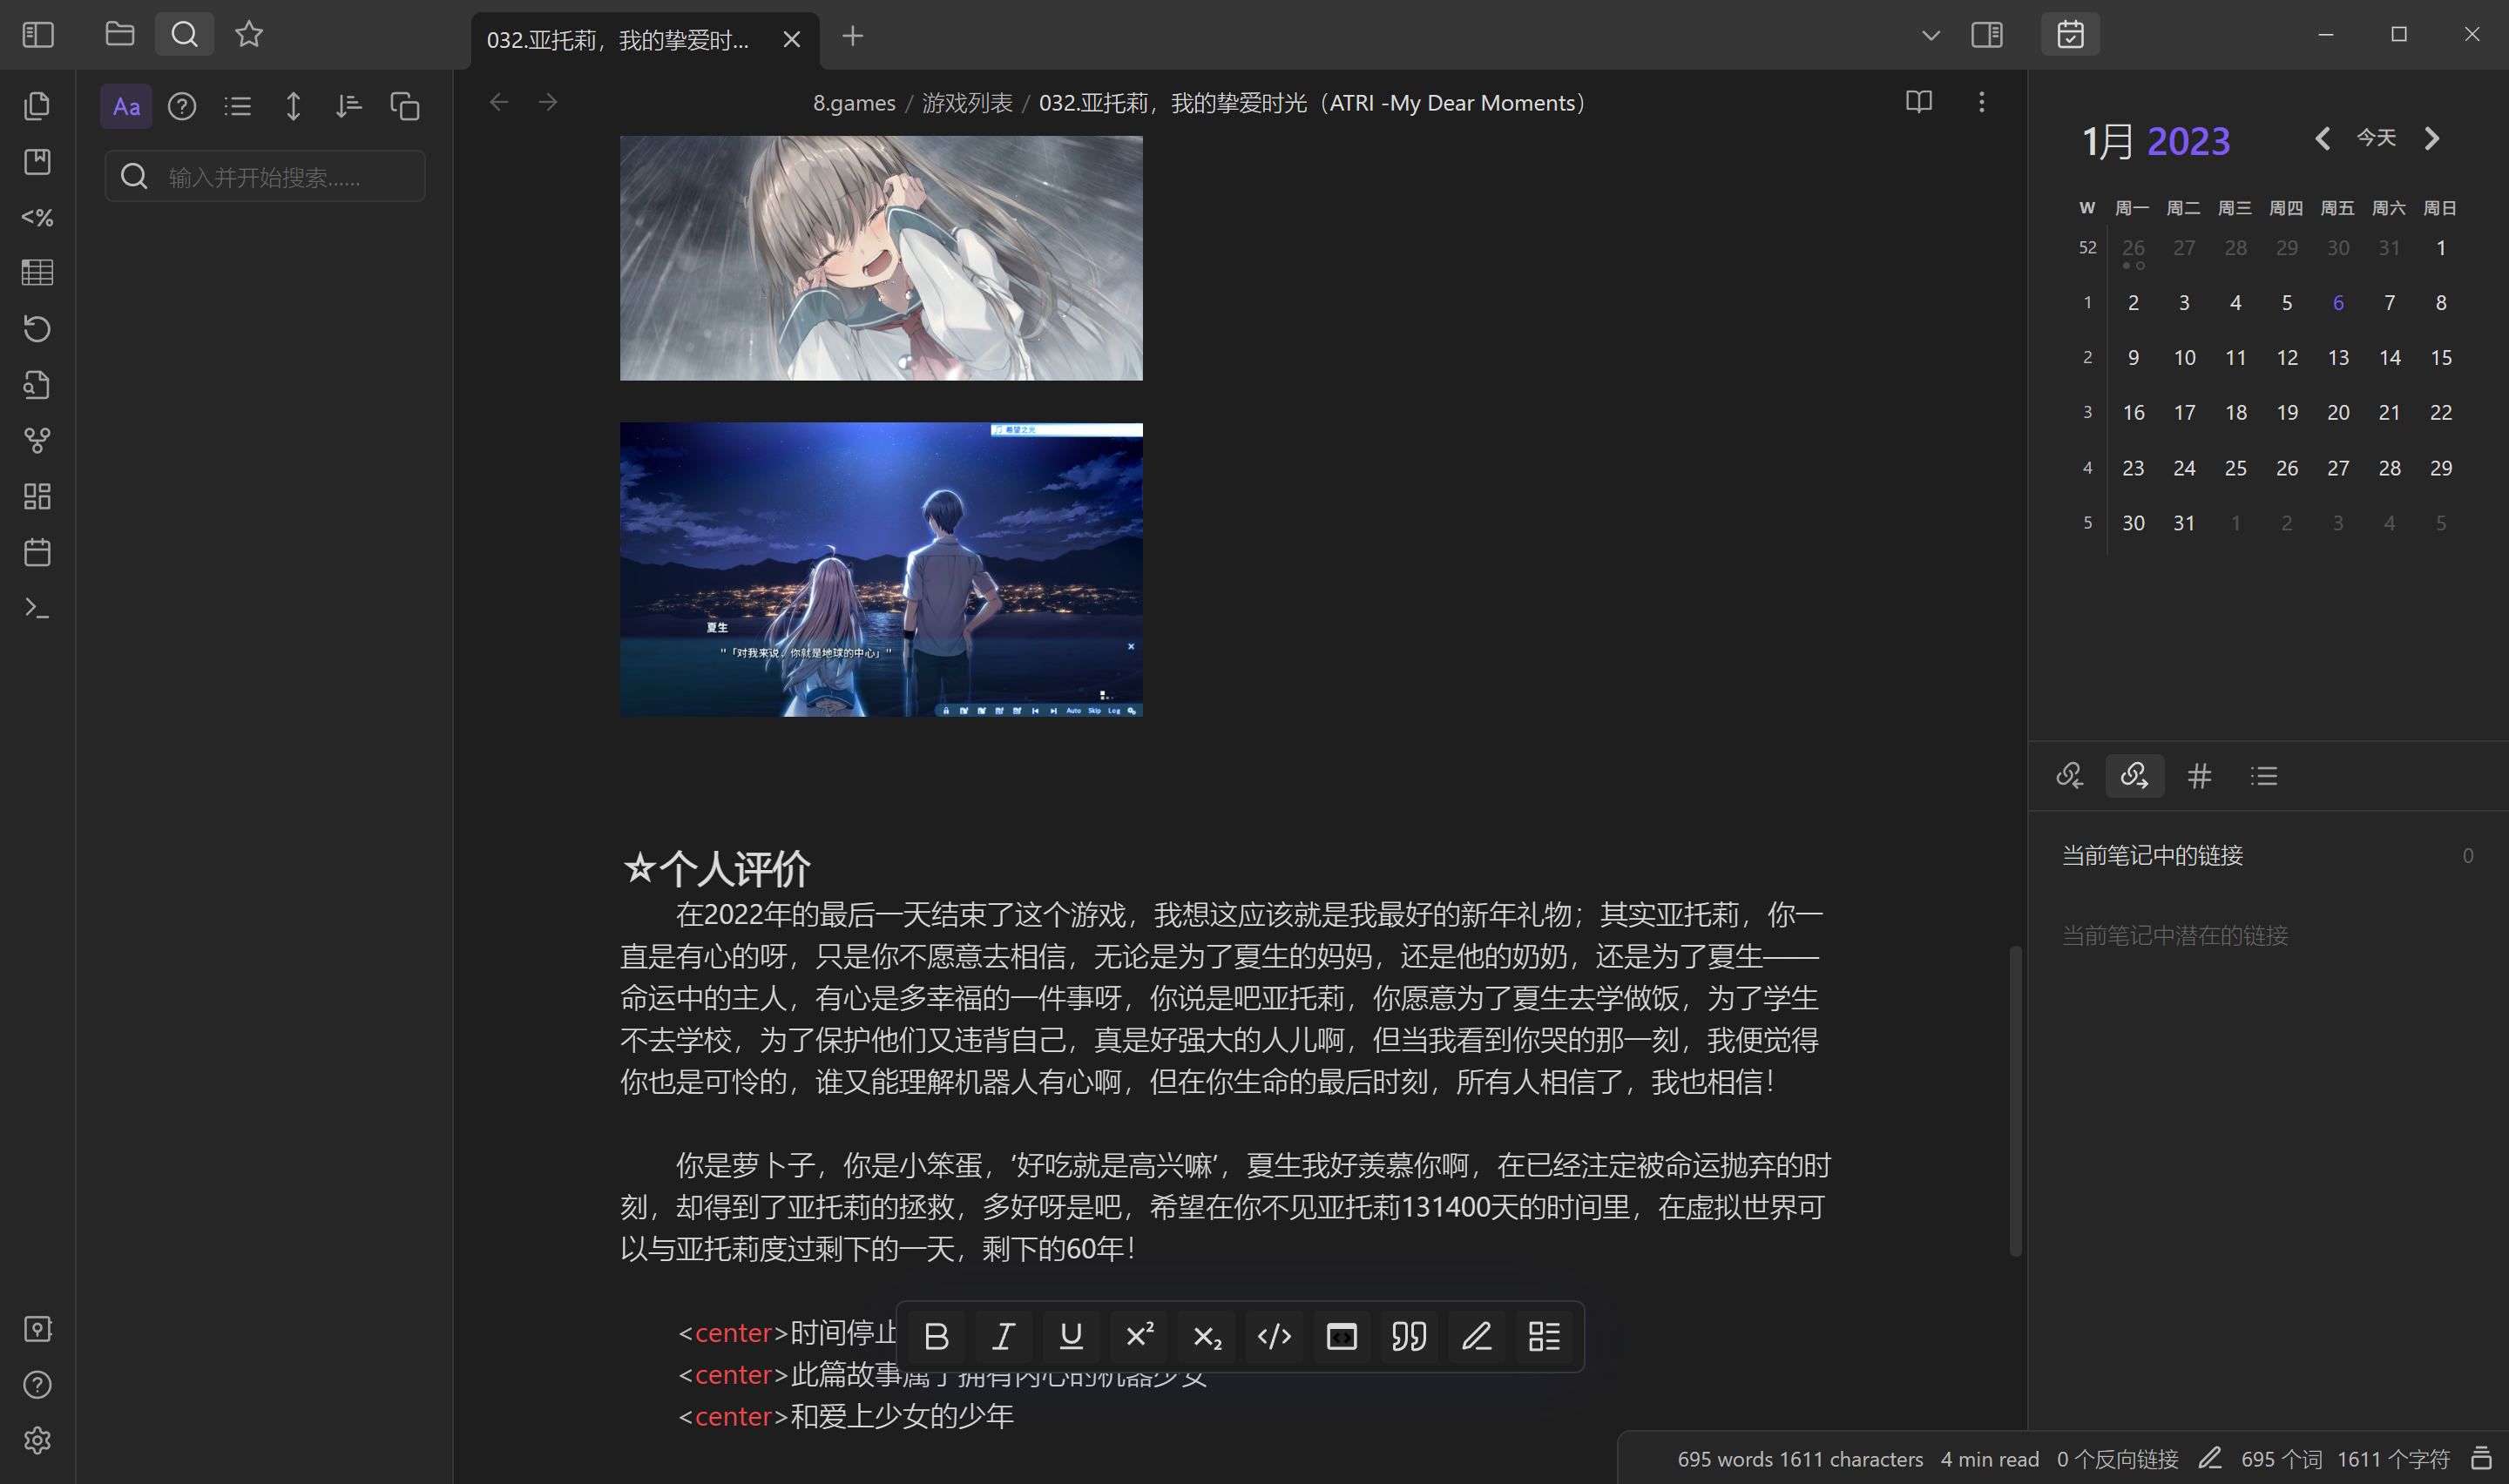 032.亚托莉，我的挚爱时...
Aa
输入并开始搜索......
<%
8.games / 游戏列表 / 032.亚托莉，我的挚爱时光（ATRI -My Dear Moments）
希望之光
夏生
"「对我来说，你就是地球的中心」"
Auto Skip Log
☆个人评价
在2022年的最后一天结束了这个游戏，我想这应该就是我最好的新年礼物；其实亚托莉，你一
直是有心的呀，只是你不愿意去相信，无论是为了夏生的妈妈，还是他的奶奶，还是为了夏生——
命运中的主人，有心是多幸福的一件事呀，你说是吧亚托莉，你愿意为了夏生去学做饭，为了学生
不去学校，为了保护他们又违背自己，真是好强大的人儿啊，但当我看到你哭的那一刻，我便觉得
你也是可怜的，谁又能理解机器人有心啊，但在你生命的最后时刻，所有人相信了，我也相信！
你是萝卜子，你是小笨蛋，‘好吃就是高兴嘛’，夏生我好羡慕你啊，在已经注定被命运抛弃的时
刻，却得到了亚托莉的拯救，多好呀是吧，希望在你不见亚托莉131400天的时间里，在虚拟世界可
以与亚托莉度过剩下的一天，剩下的60年！
<center>时间停止
<center>此篇故事属于拥有内心的机器少女
<center>和爱上少女的少年
1月 2023 今天
W 周一 周二 周三 周四 周五 周六 周日
52 26 27 28 29 30 31 1
1 2 3 4 5 6 7 8
2 9 10 11 12 13 14 15
3 16 17 18 19 20 21 22
4 23 24 25 26 27 28 29
5 30 31 1 2 3 4 5
当前笔记中的链接 0
当前笔记中潜在的链接
695 words 1611 characters 4 min read 0 个反向链接 695 个词 1611 个字符